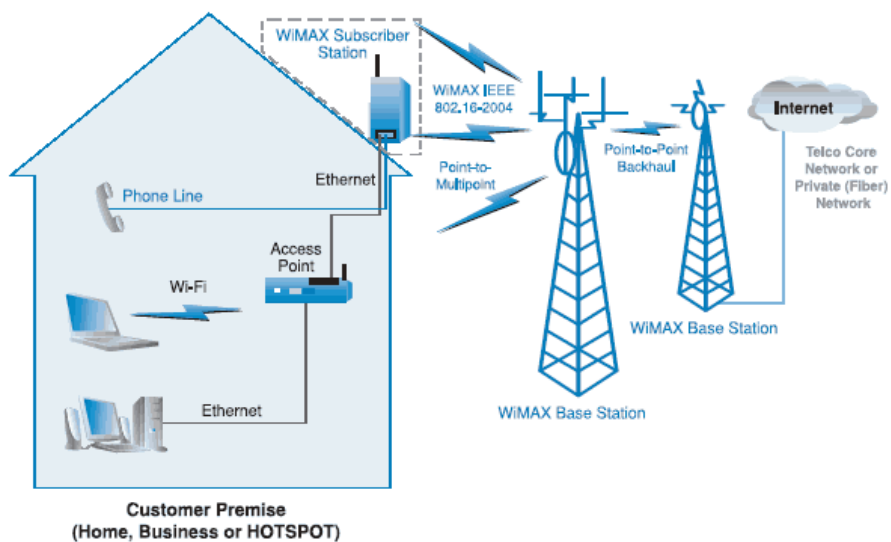 WiMAX Subscriber
Station
WiMAX IEEE
802.16-2004
Internet
Point-to-Point
Backhaul
Telco Core
Network or
Private (Fiber)
Network
Point-to-
Multipoint
Ethernet
Phone Line
Access
Point
Wi-Fi
WiMAX Base Station
Ethernet
WiMAX Base Station
Customer Premise
(Home, Business or HOTSPOT)